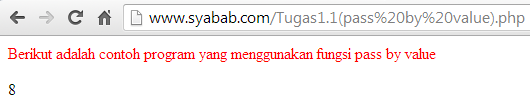 www.syabab.com/Tugas1.1(pass%20by%20value).php
Berikut adalah contoh program yang menggunakan fungsi pass by value
8